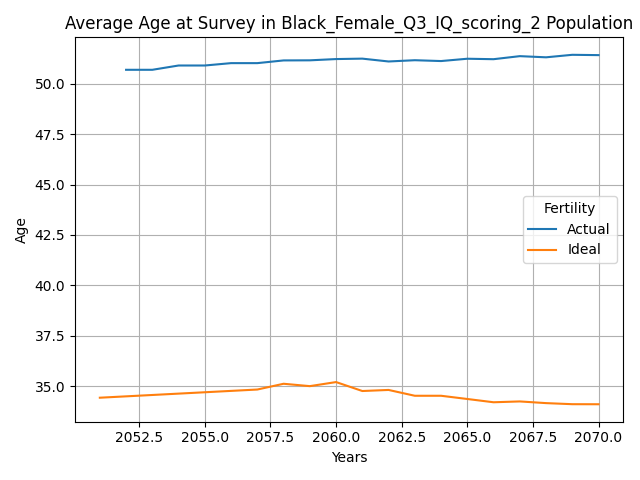 Average Age at Survey in Black_Female_Q3_IQ_scoring_2 Population
50.0
47.5
45.0
42.5
40.0
37.5
35.0
Age
Fertility
Actual
Ideal
2052.5 2055.0 2057.5 2060.0 2062.5 2065.0 2067.5 2070.0
Years